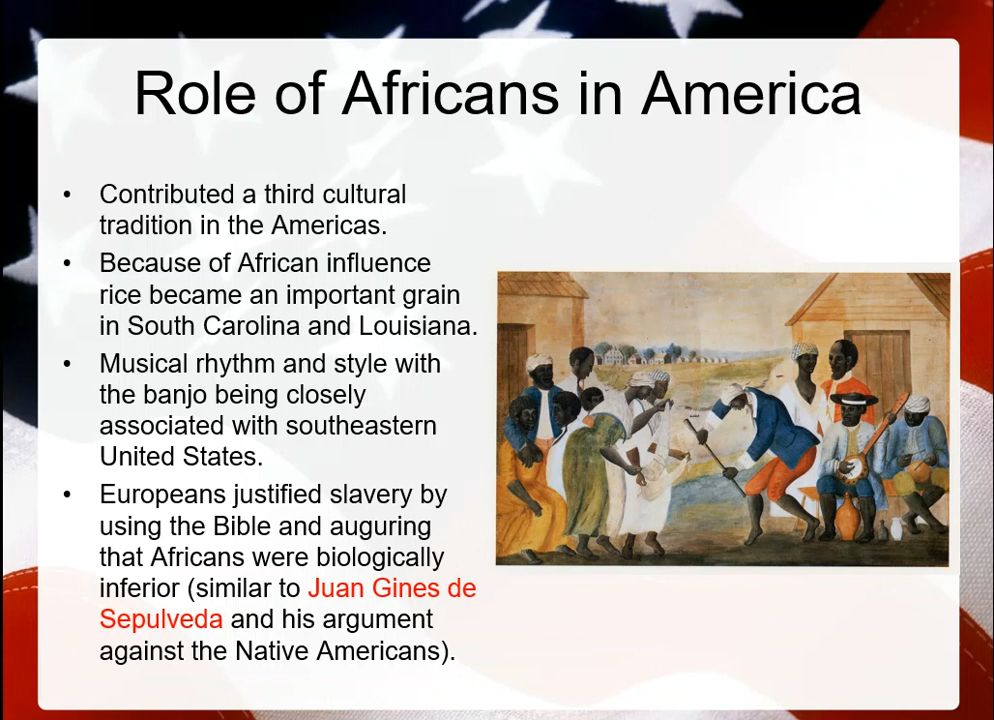 Role of Africans in America
• Contributed a third cultural
tradition in the Americas.
• Because of African influence
rice became an important grain
in South Carolina and Louisiana.
• Musical rhythm and style with
the banjo being closely
associated with southeastern
United States.
• Europeans justified slavery by
using the Bible and auguring
that Africans were biologically
inferior (similar to Juan Gines de
Sepulveda and his argument
against the Native Americans).